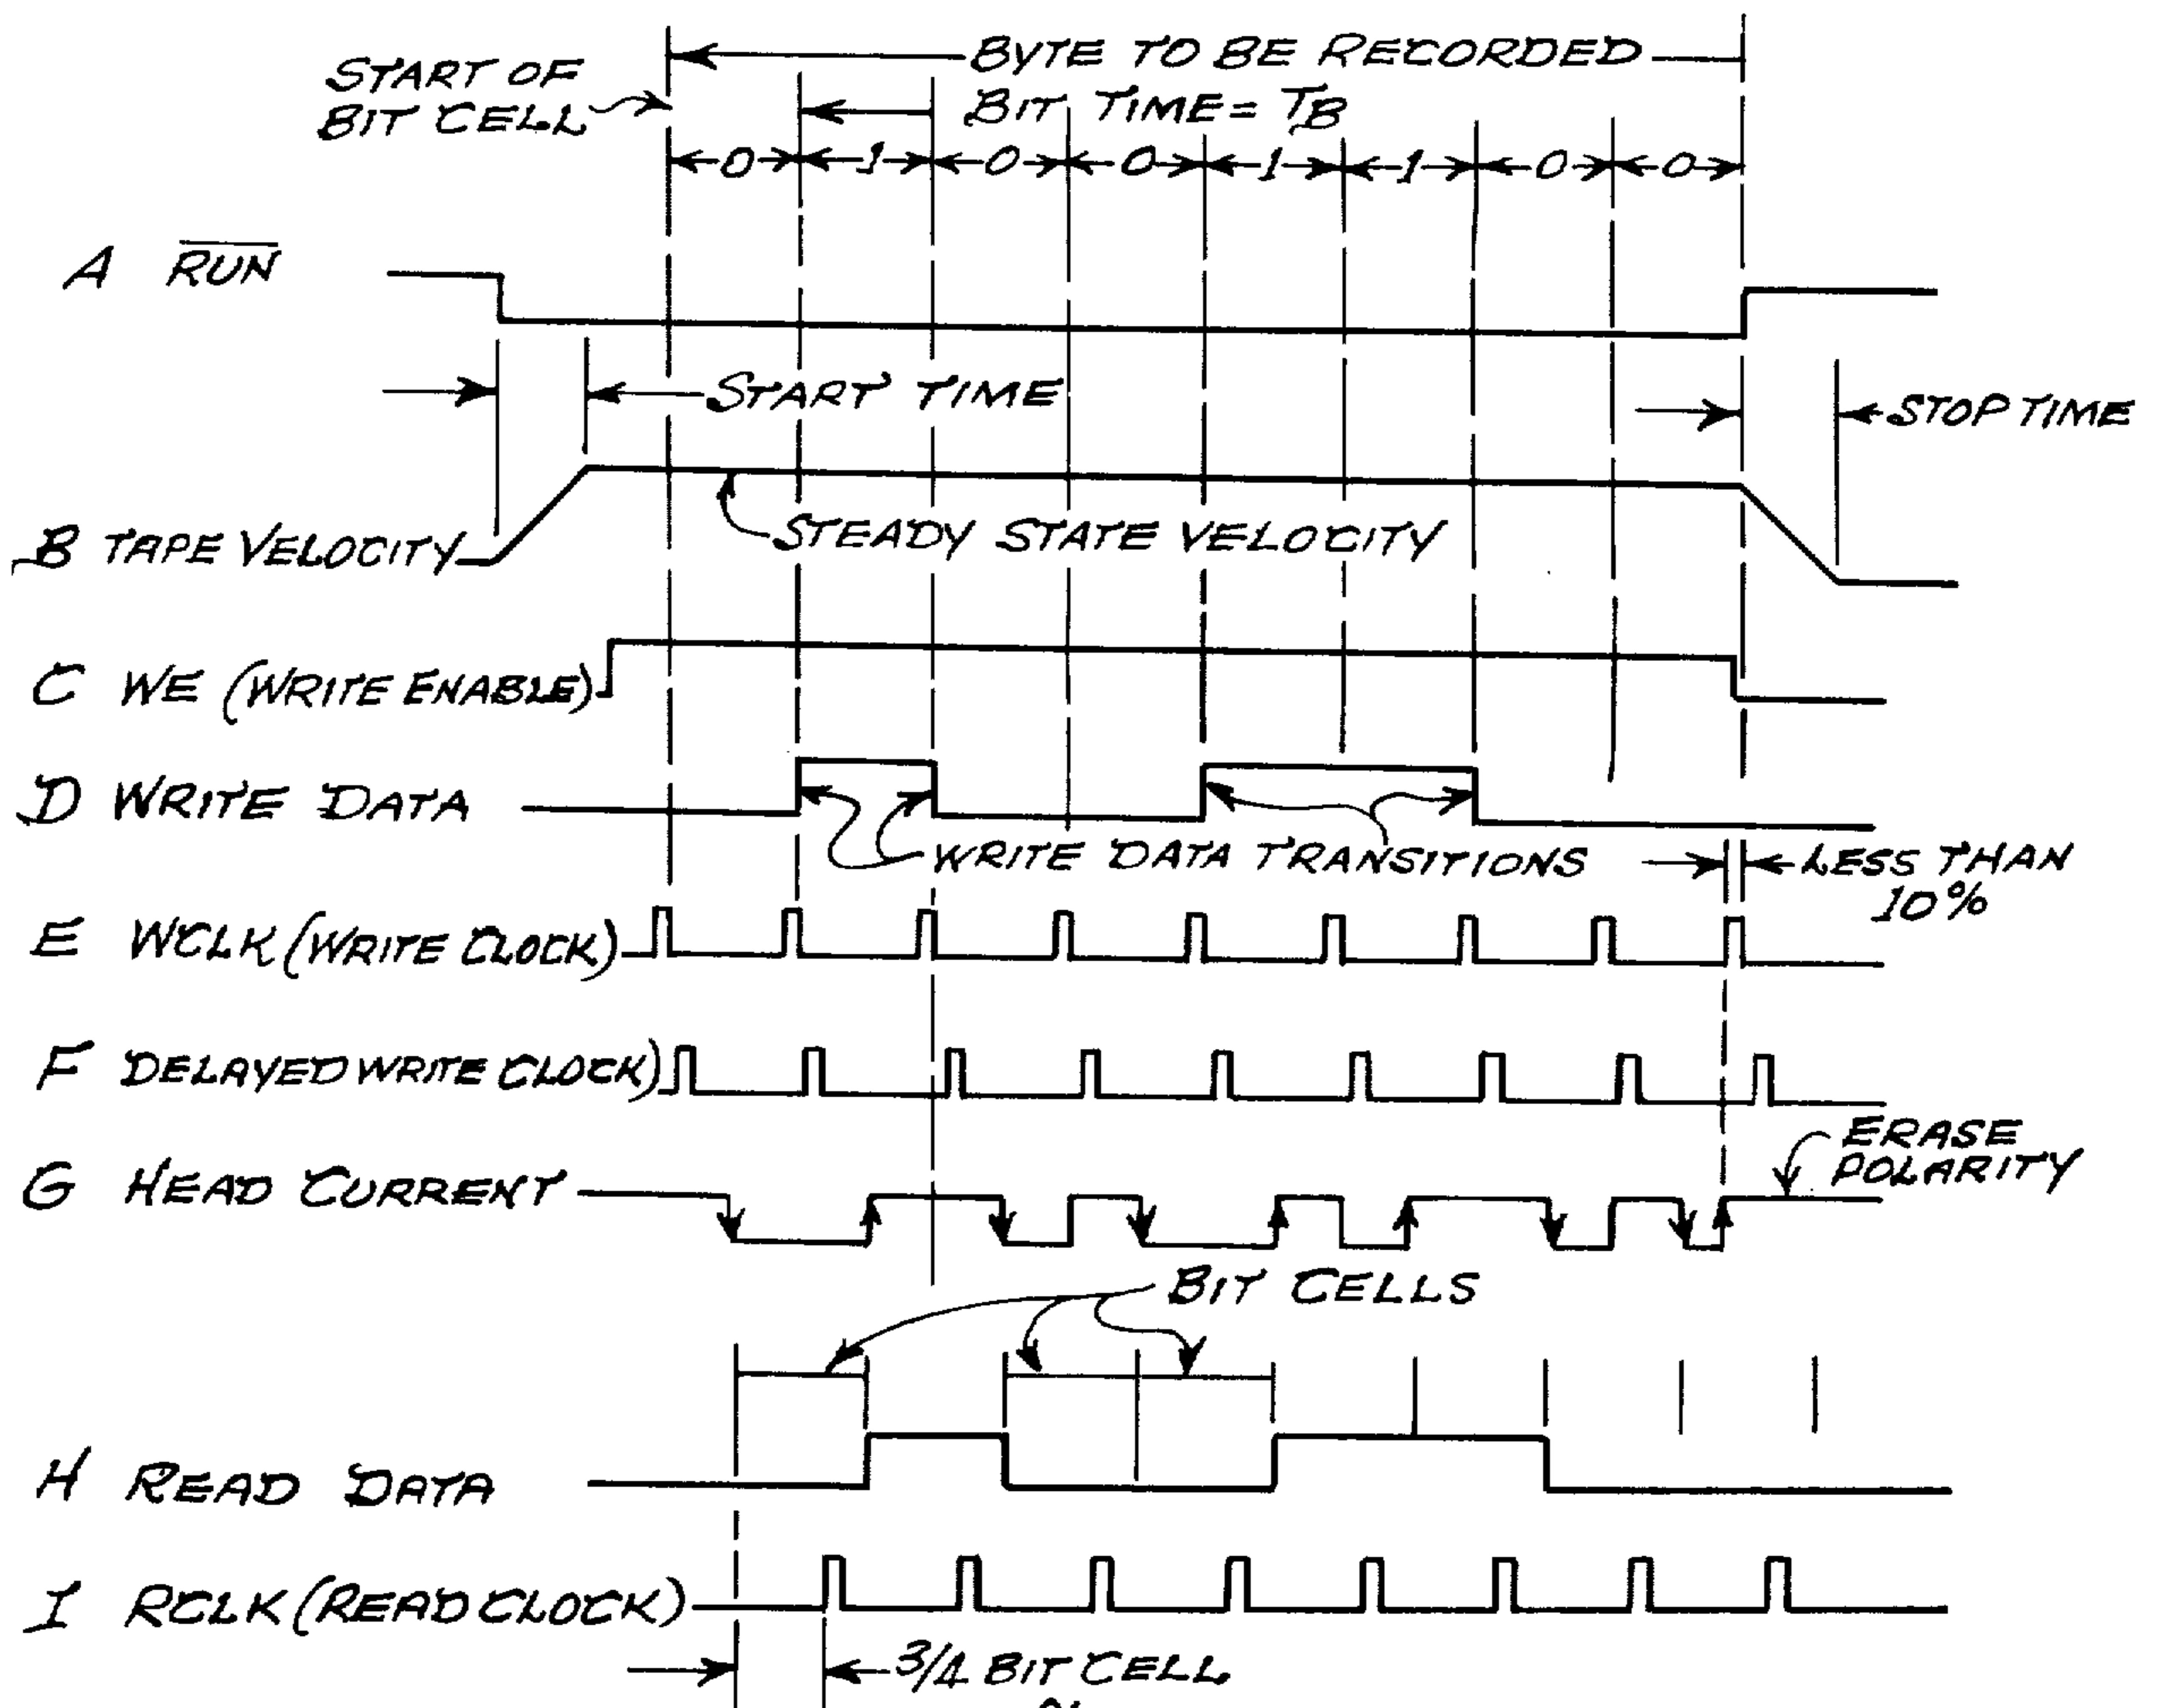 BYTE TO BE RECORDED
START OF
BIT CELL
BIT TIME = TB
0 1 0 0 1 1 0 0
A RUN
START TIME
STOP TIME
STEADY STATE VELOCITY
B TAPE VELOCITY
C WE (WRITE ENABLE)
D WRITE DATA
WRITE DATA TRANSITIONS
LESS THAN
10%
E WCLK (WRITE CLOCK)
F DELAYED WRITE CLOCK)
ERASE
POLARITY
G HEAD CURRENT
BIT CELLS
H READ DATA
I RCLK (READ CLOCK)
3/4 BIT CELL